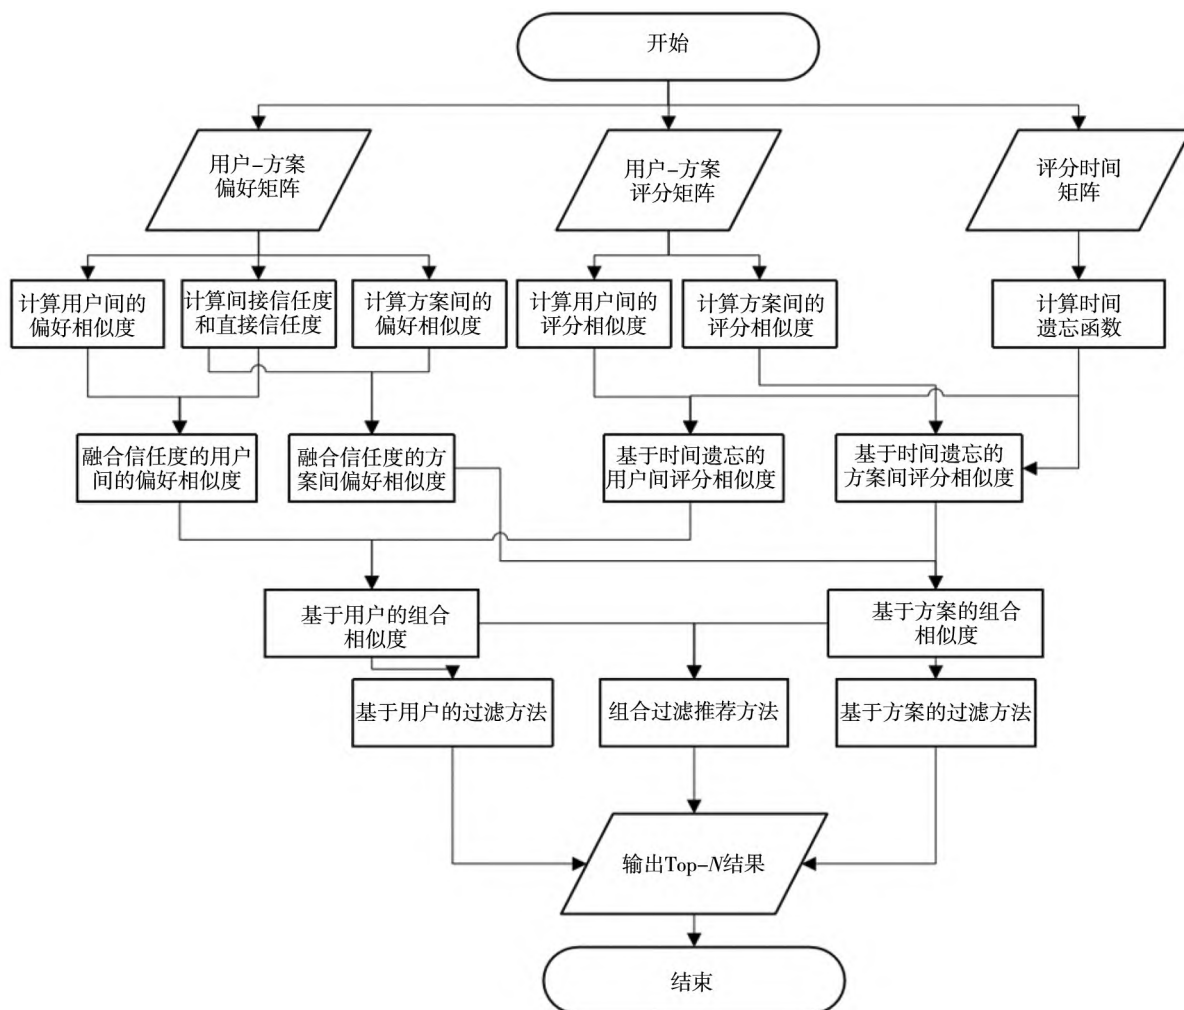 开始
用户-方案
偏好矩阵
用户-方案
评分矩阵
评分时间
矩阵
计算用户间的
偏好相似度
计算间接信任度
和直接信任度
计算方案间的
偏好相似度
计算用户间的
评分相似度
计算方案间的
评分相似度
计算时间
遗忘函数
融合信任度的用户
间的偏好相似度
融合信任度的方
案间偏好相似度
基于时间遗忘的
用户间评分相似度
基于时间遗忘的
方案间评分相似度
基于用户的组合
相似度
基于方案的组合
相似度
基于用户的过滤方法
组合过滤推荐方法
基于方案的过滤方法
输出Top-N结果
结束